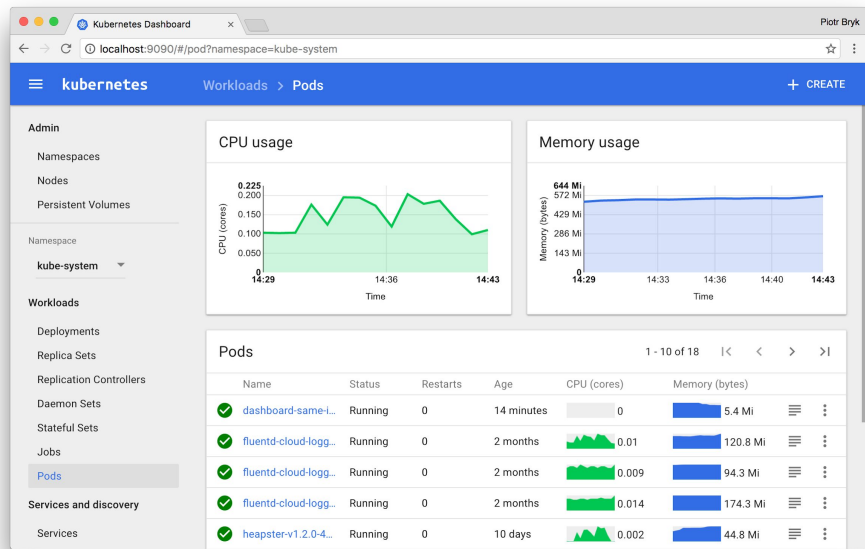 Kubernetes Dashboard
Piotr Bryk
localhost:9090/#/pod?namespace=kube-system
kubernetes
Workloads > Pods
+ CREATE
Admin
Namespaces
Nodes
Persistent Volumes
Namespace
kube-system
Workloads
Deployments
Replica Sets
Replication Controllers
Daemon Sets
Stateful Sets
Jobs
Pods
Services and discovery
Services
CPU usage
CPU (cores)
0.225
0.200
0.150
0.100
0.050
0
14:29 14:36 14:43
Time
Memory usage
Memory (bytes)
644 Mi
572 Mi
429 Mi
286 Mi
143 Mi
0
14:29 14:33 14:36 14:40 14:43
Time
Pods
1 - 10 of 18
Name Status Restarts Age CPU (cores) Memory (bytes)
dashboard-same-i... Running 0 14 minutes 0 5.4 Mi
fluentd-cloud-logg... Running 0 2 months 0.01 120.8 Mi
fluentd-cloud-logg... Running 0 2 months 0.009 94.3 Mi
fluentd-cloud-logg... Running 0 2 months 0.014 174.3 Mi
heapster-v1.2.0-4... Running 0 10 days 0.002 44.8 Mi